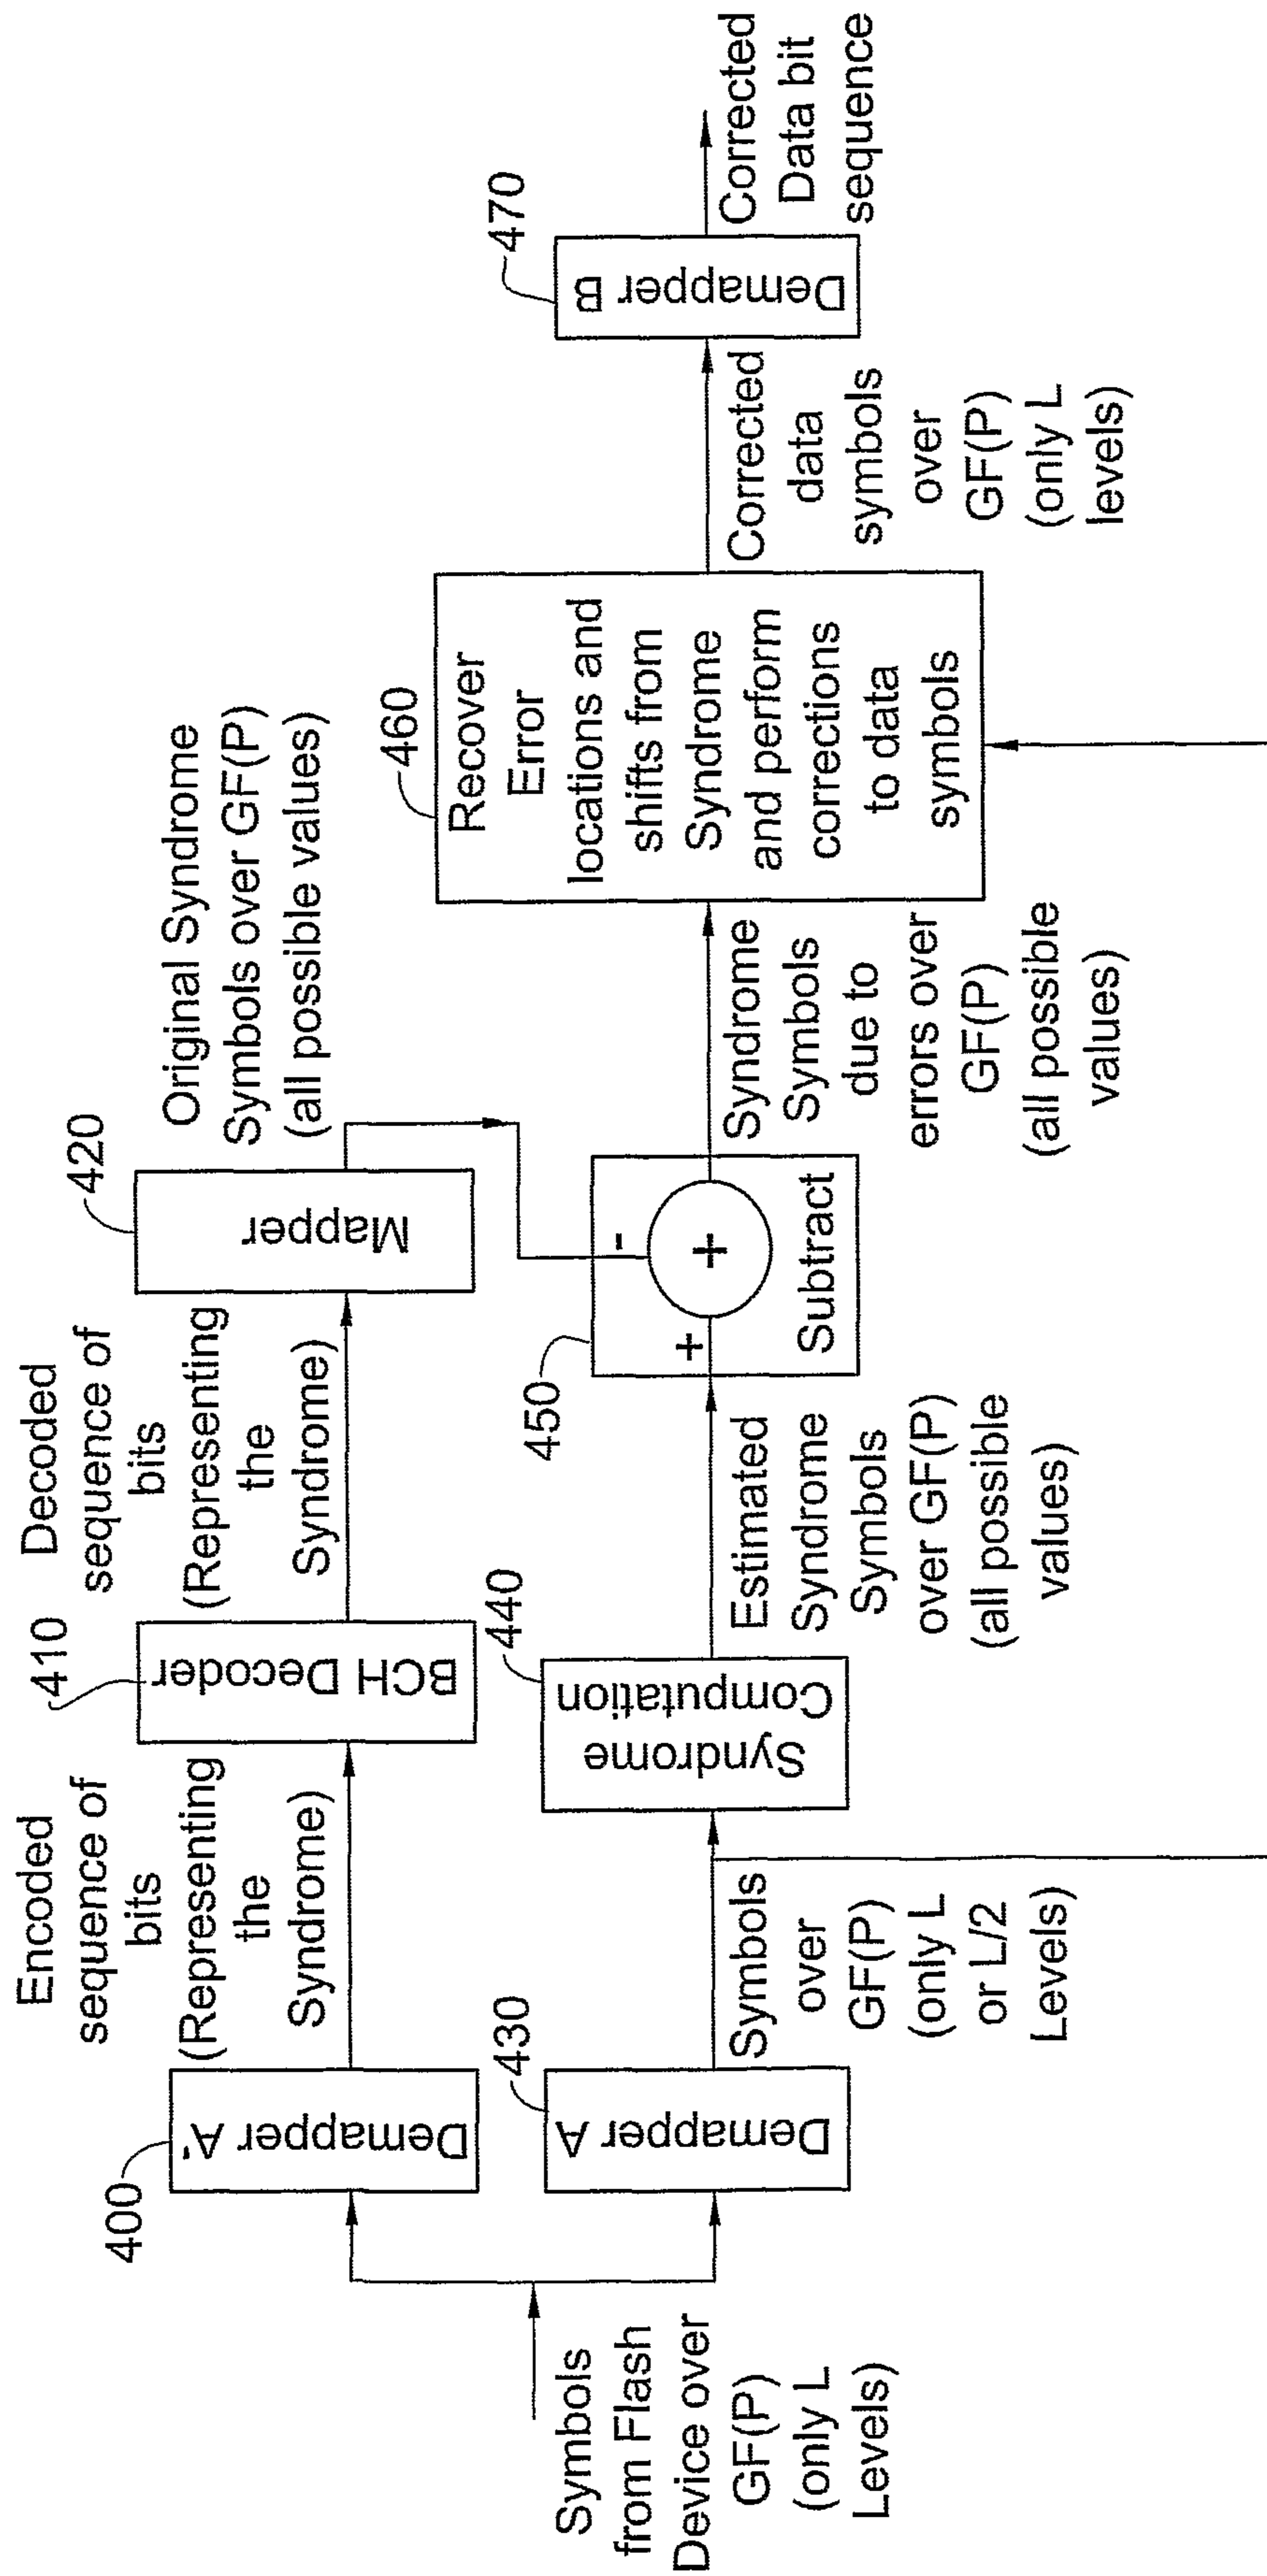 Symbols
from Flash
Device over
GF(P)
(only L
Levels)
400
Demapper A'
Encoded
sequence of
bits
(Representing
the
Syndrome)
410
BCH Decoder
Decoded
sequence of
bits
(Representing
the
Syndrome)
420
Mapper
Original Syndrome
Symbols over GF(P)
(all possible values)
430
Demapper A
Symbols
over
GF(P)
(only L
or L/2
Levels)
440
Syndrome
Computation
Estimated
Syndrome
Symbols
over GF(P)
(all possible
values)
450
+
-
+
Subtract
Syndrome
Symbols
due to
errors over
GF(P)
(all possible
values)
460
Recover
Error
locations and
shifts from
Syndrome
and perform
corrections
to data
symbols
Corrected
data
symbols
over
GF(P)
(only L
levels)
470
Demapper B
Corrected
Data bit
sequence